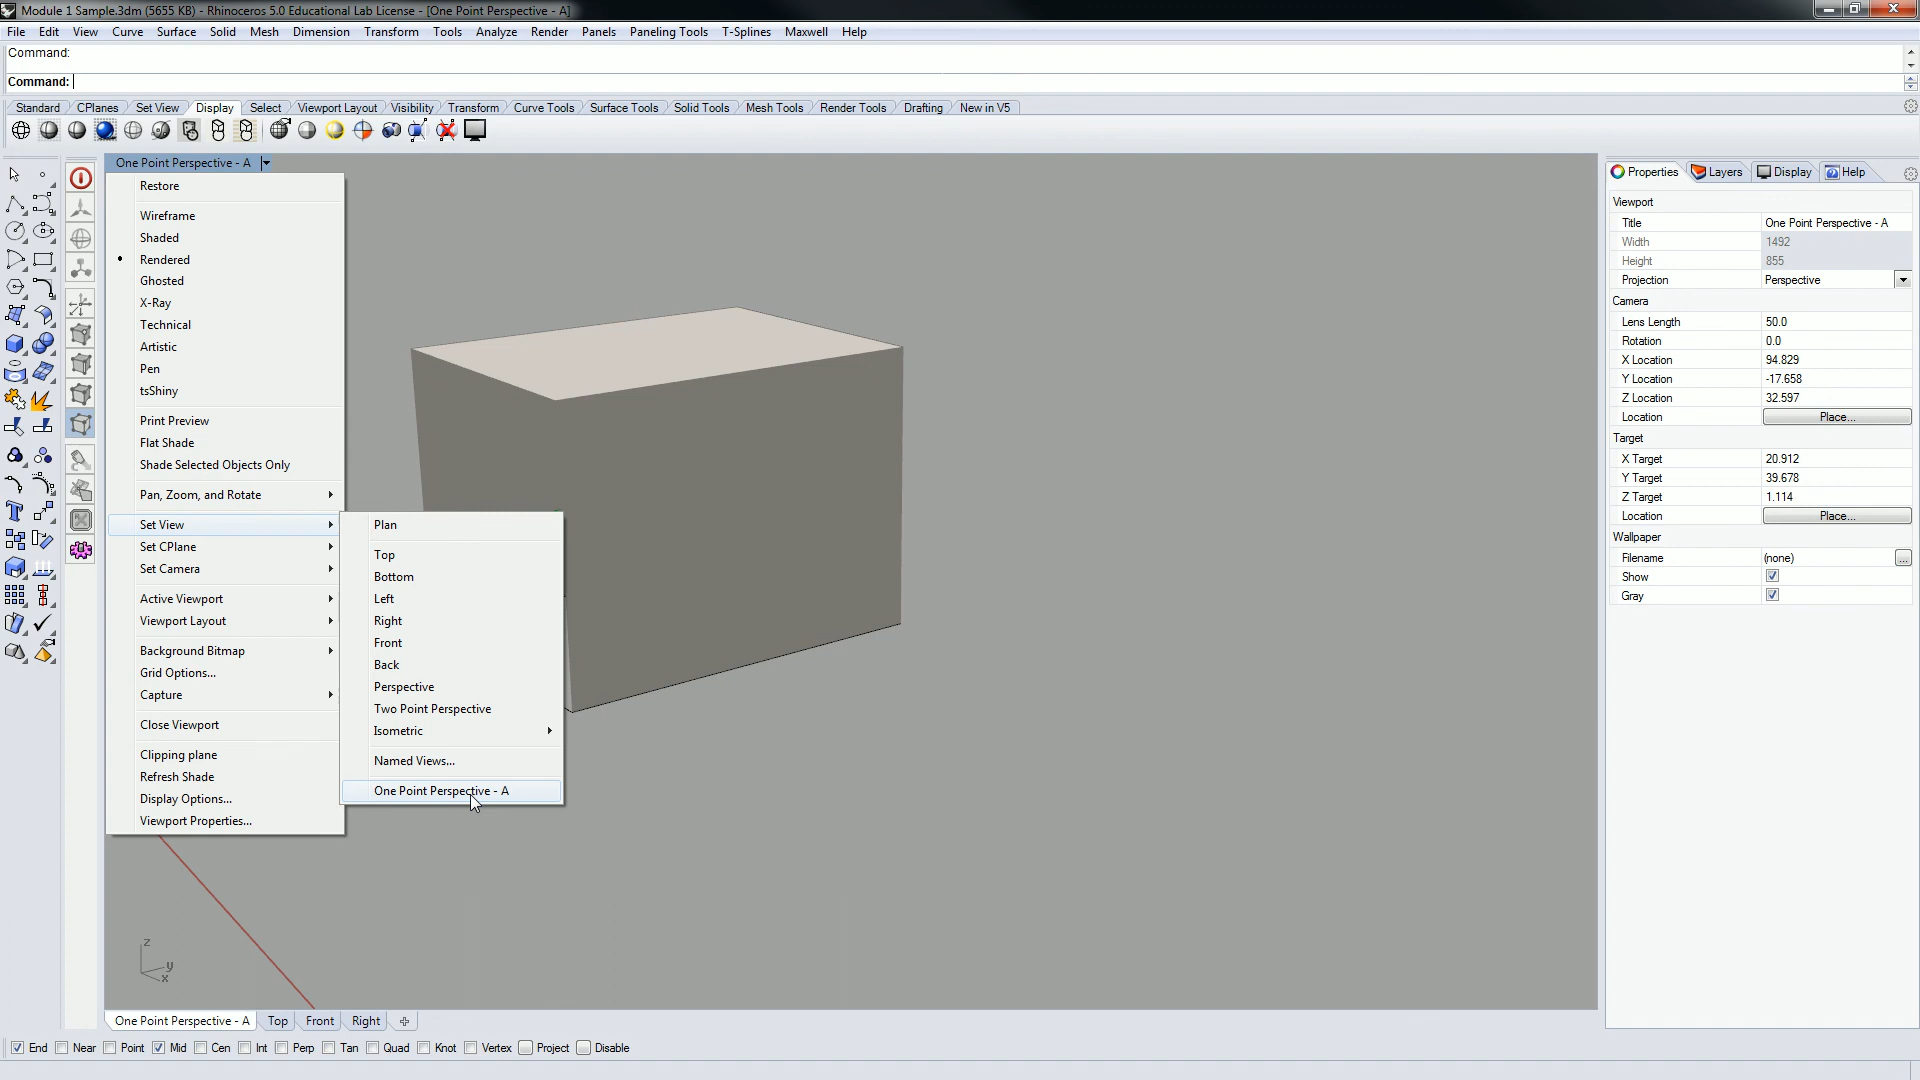 Module 1 Sample.3dm (5655 KB) - Rhinoceros 5.0 Educational Lab License - [One Point Perspective - A]
File Edit View Curve Surface Solid Mesh Dimension Transform Tools Analyze Render Panels Paneling Tools T-Splines Maxwell Help
Command:
Command:
Standard CPlanes Set View Display Select Viewport Layout Visibility Transform Curve Tools Surface Tools Solid Tools Mesh Tools Render Tools Drafting New in V5
One Point Perspective - A
Restore
Wireframe
Shaded
Rendered
Ghosted
X-Ray
Technical
Artistic
Pen
tsShiny
Print Preview
Flat Shade
Shade Selected Objects Only
Pan, Zoom, and Rotate
Set View
Set CPlane
Set Camera
Active Viewport
Viewport Layout
Background Bitmap
Grid Options...
Capture
Close Viewport
Clipping plane
Refresh Shade
Display Options...
Viewport Properties...
Plan
Top
Bottom
Left
Right
Front
Back
Perspective
Two Point Perspective
Isometric
Named Views...
One Point Perspective - A
z
y
x
Properties Layers Display Help
Viewport
Title One Point Perspective - A
Width 1492
Height 855
Projection Perspective
Camera
Lens Length 50.0
Rotation 0.0
X Location 94.829
Y Location -17.658
Z Location 32.597
Location Place...
Target
X Target 20.912
Y Target 39.678
Z Target 1.114
Location Place...
Wallpaper
Filename (none) ...
Show
Gray
One Point Perspective - A Top Front Right
End Near Point Mid Cen Int Perp Tan Quad Knot Vertex Project Disable